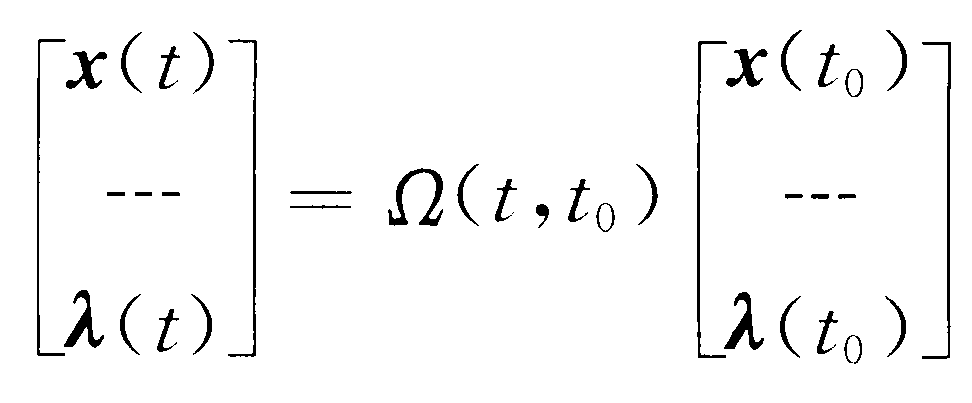 x(t) x(t₀)
--- = Ω(t,t₀) ---
λ(t) λ(t₀)